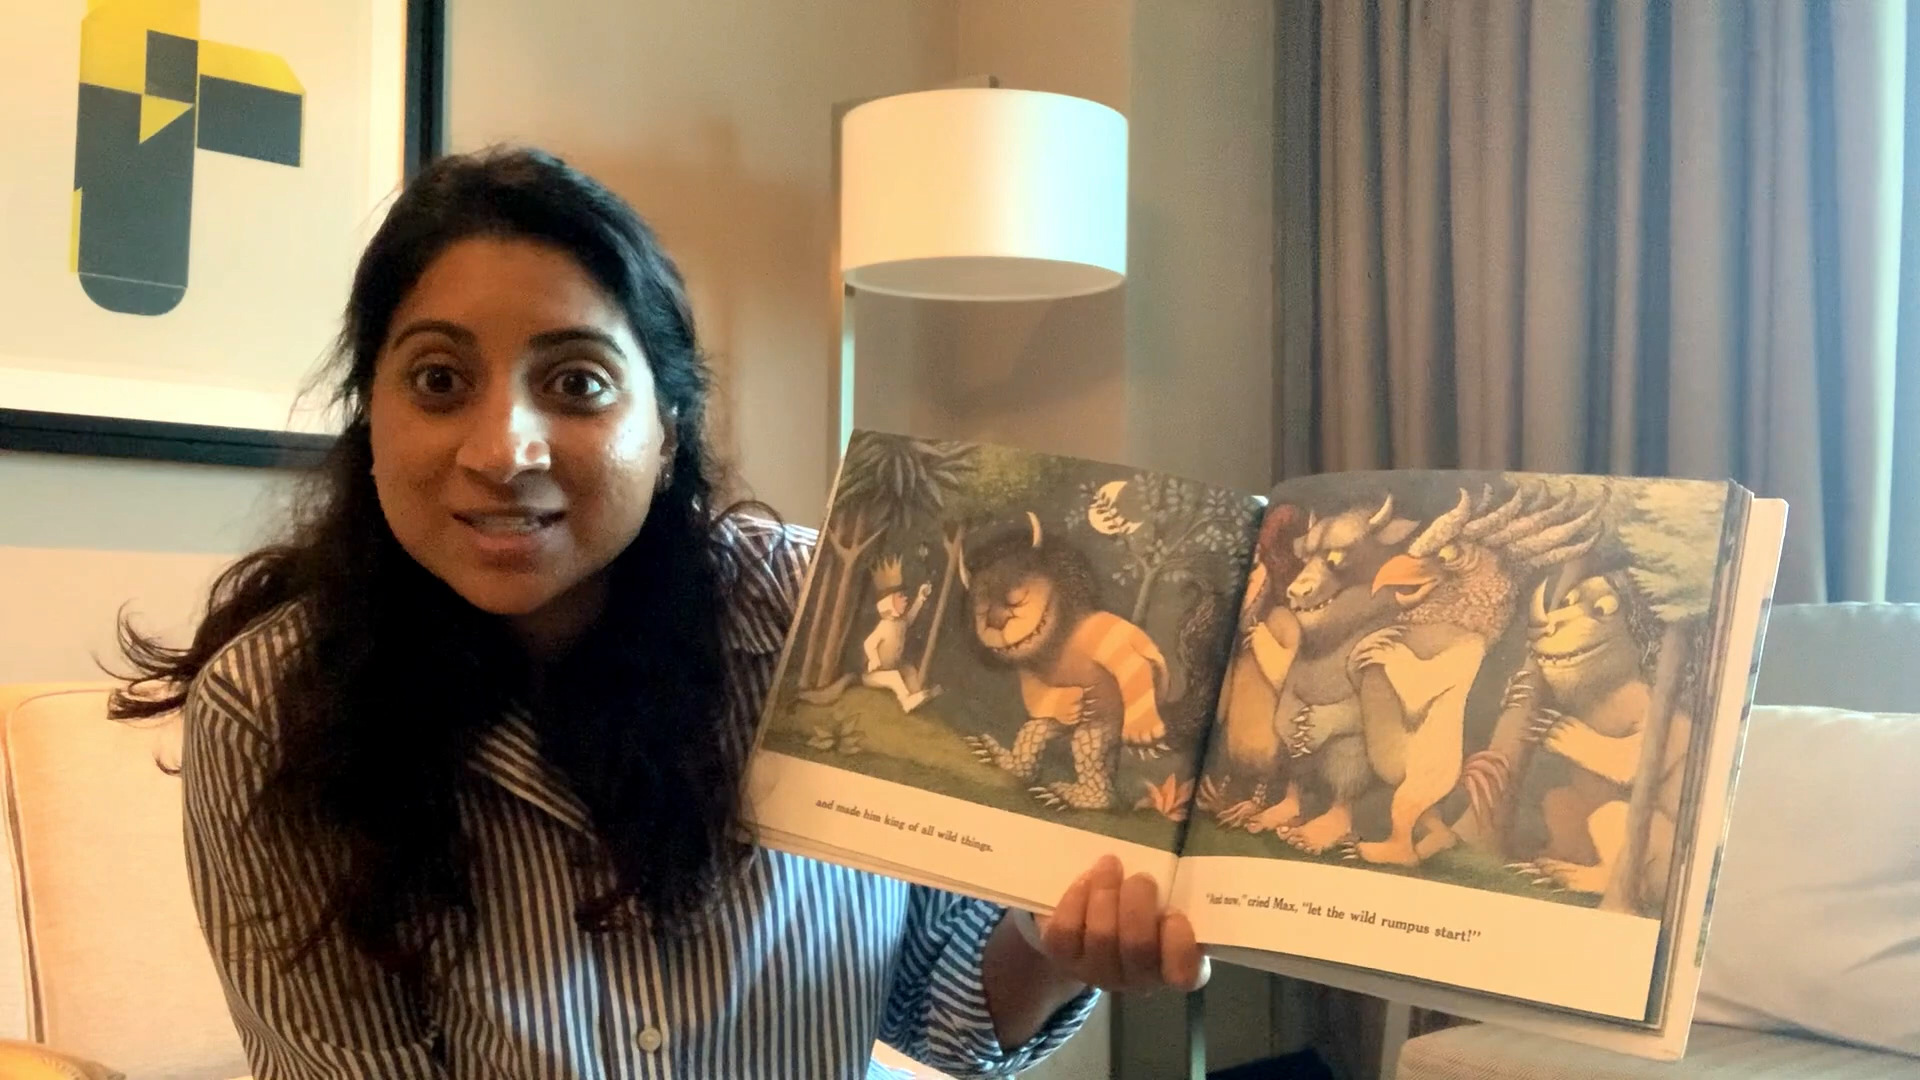 and made him king of all wild things.
"And now," cried Max, "let the wild rumpus start!"